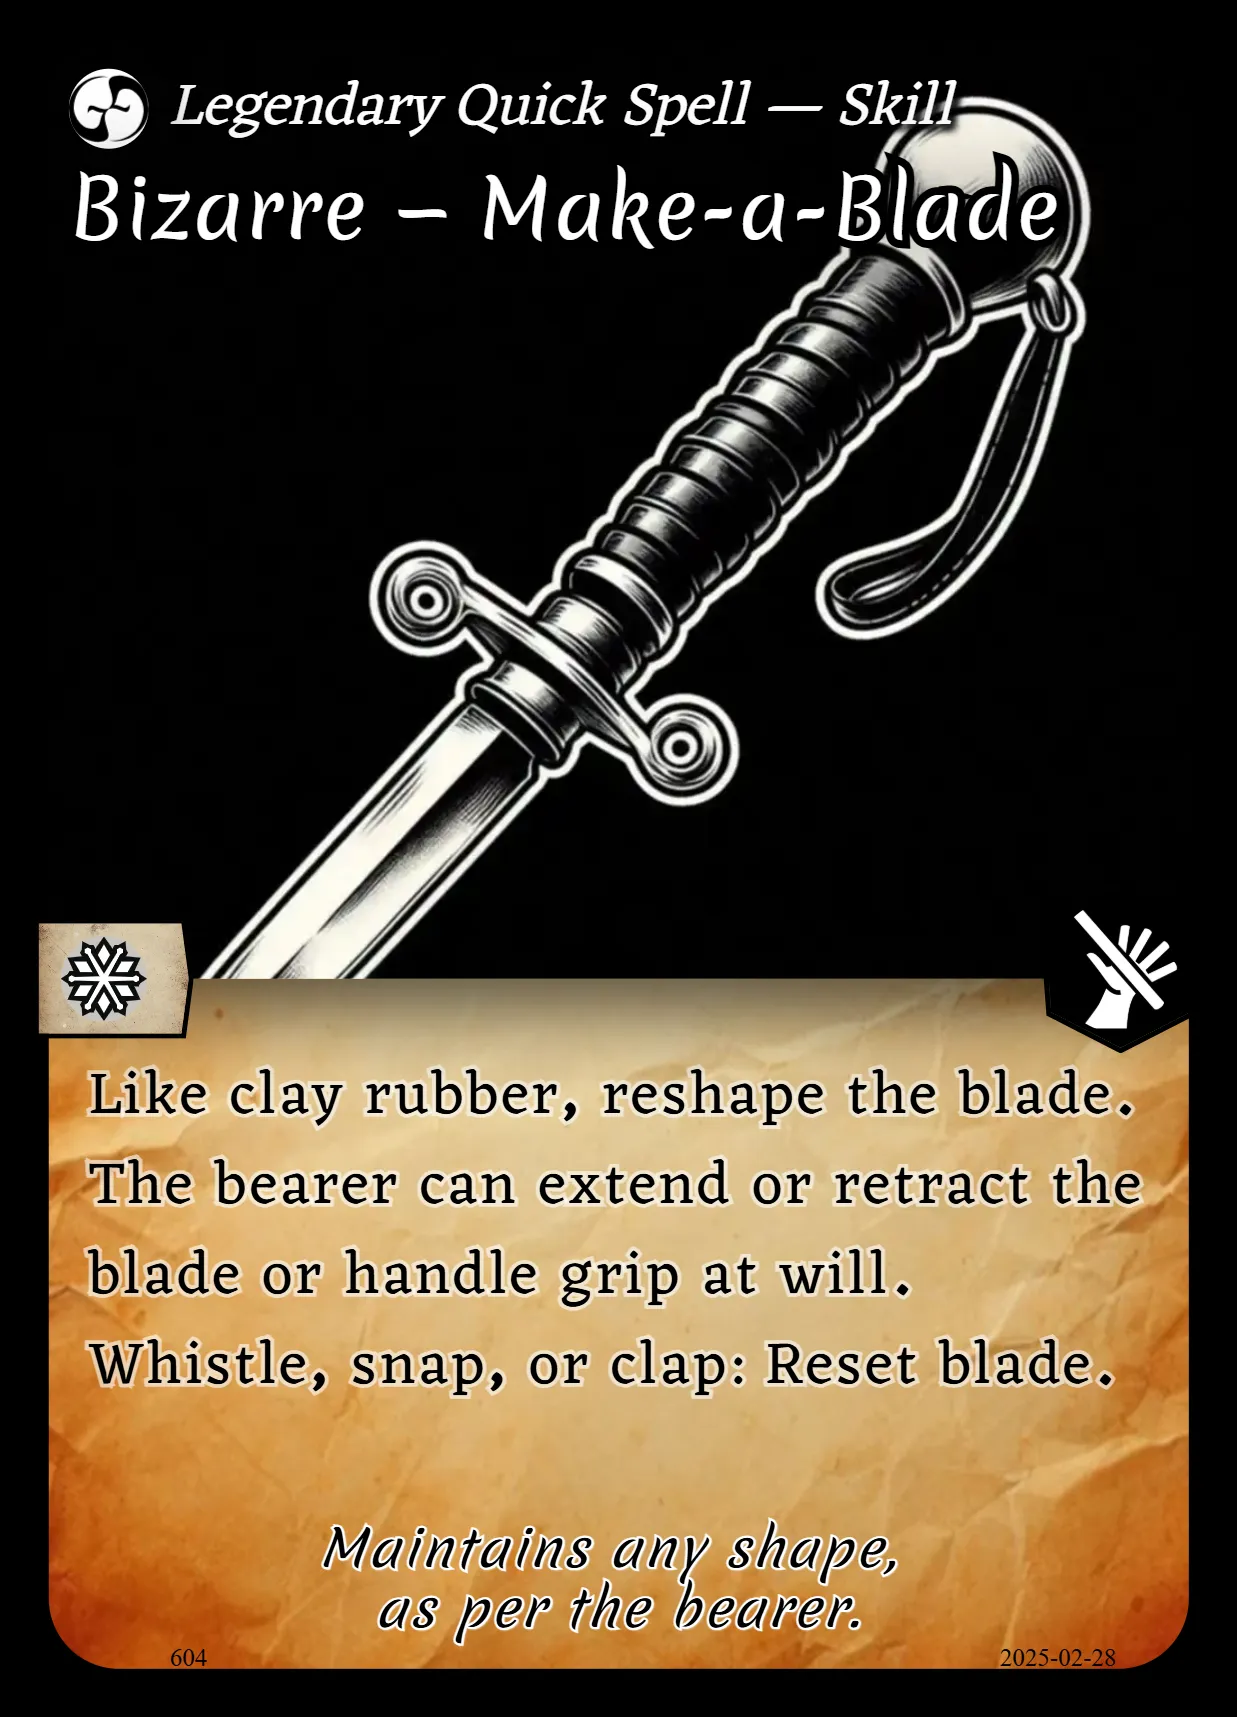 Legendary Quick Spell — Skill
Bizarre – Make-a-Blade
Like clay rubber, reshape the blade.
The bearer can extend or retract the
blade or handle grip at will.
Whistle, snap, or clap: Reset blade.
Maintains any shape,
as per the bearer.
604
2025-02-28